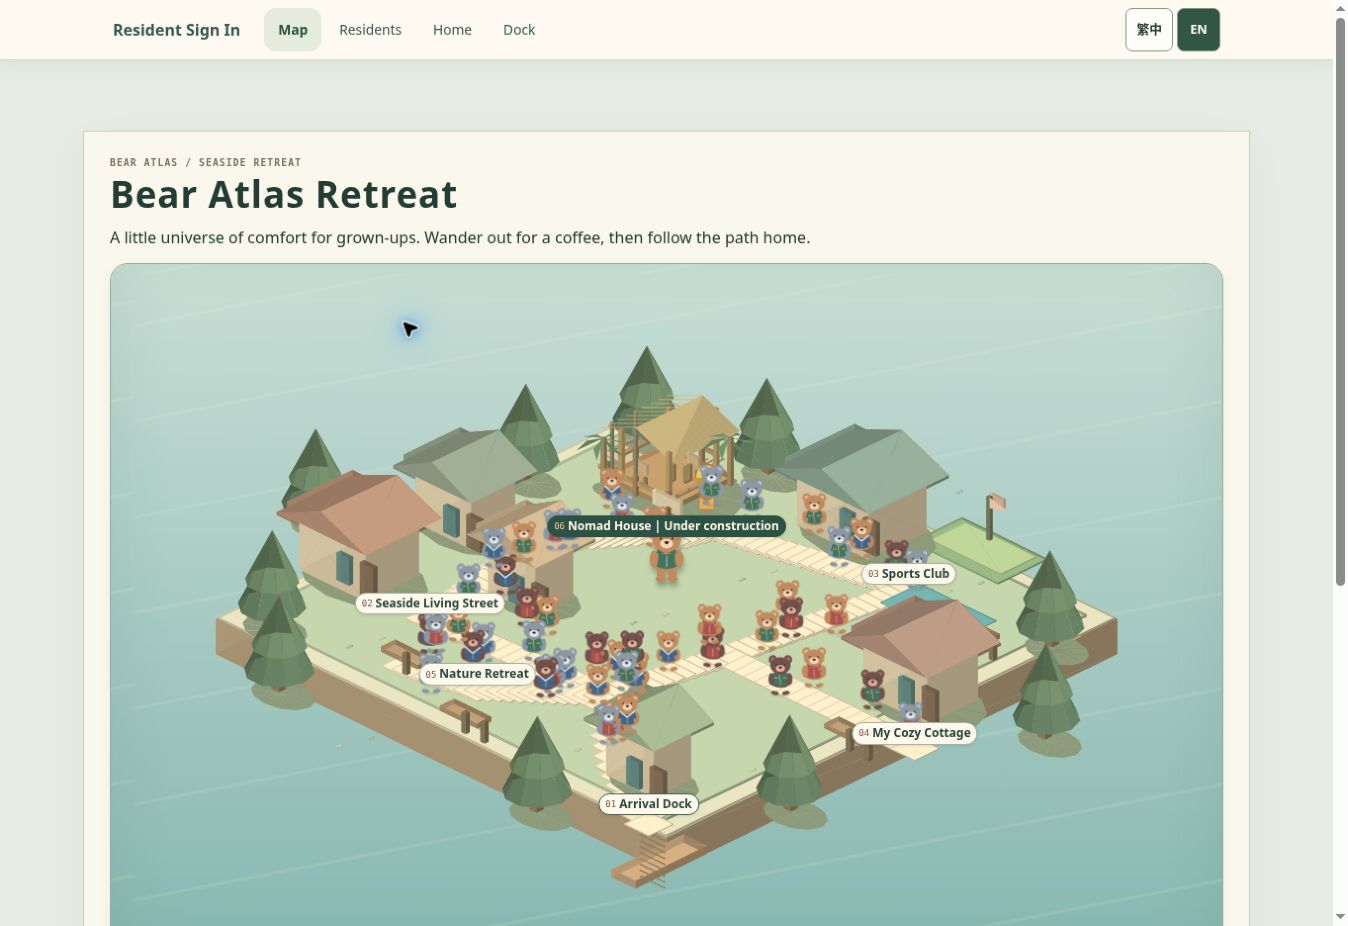 Resident Sign In
Map
Residents
Home
Dock
繁中
EN
BEAR ATLAS / SEASIDE RETREAT
Bear Atlas Retreat
A little universe of comfort for grown-ups. Wander out for a coffee, then follow the path home.
06 Nomad House | Under construction
03 Sports Club
02 Seaside Living Street
05 Nature Retreat
04 My Cozy Cottage
01 Arrival Dock